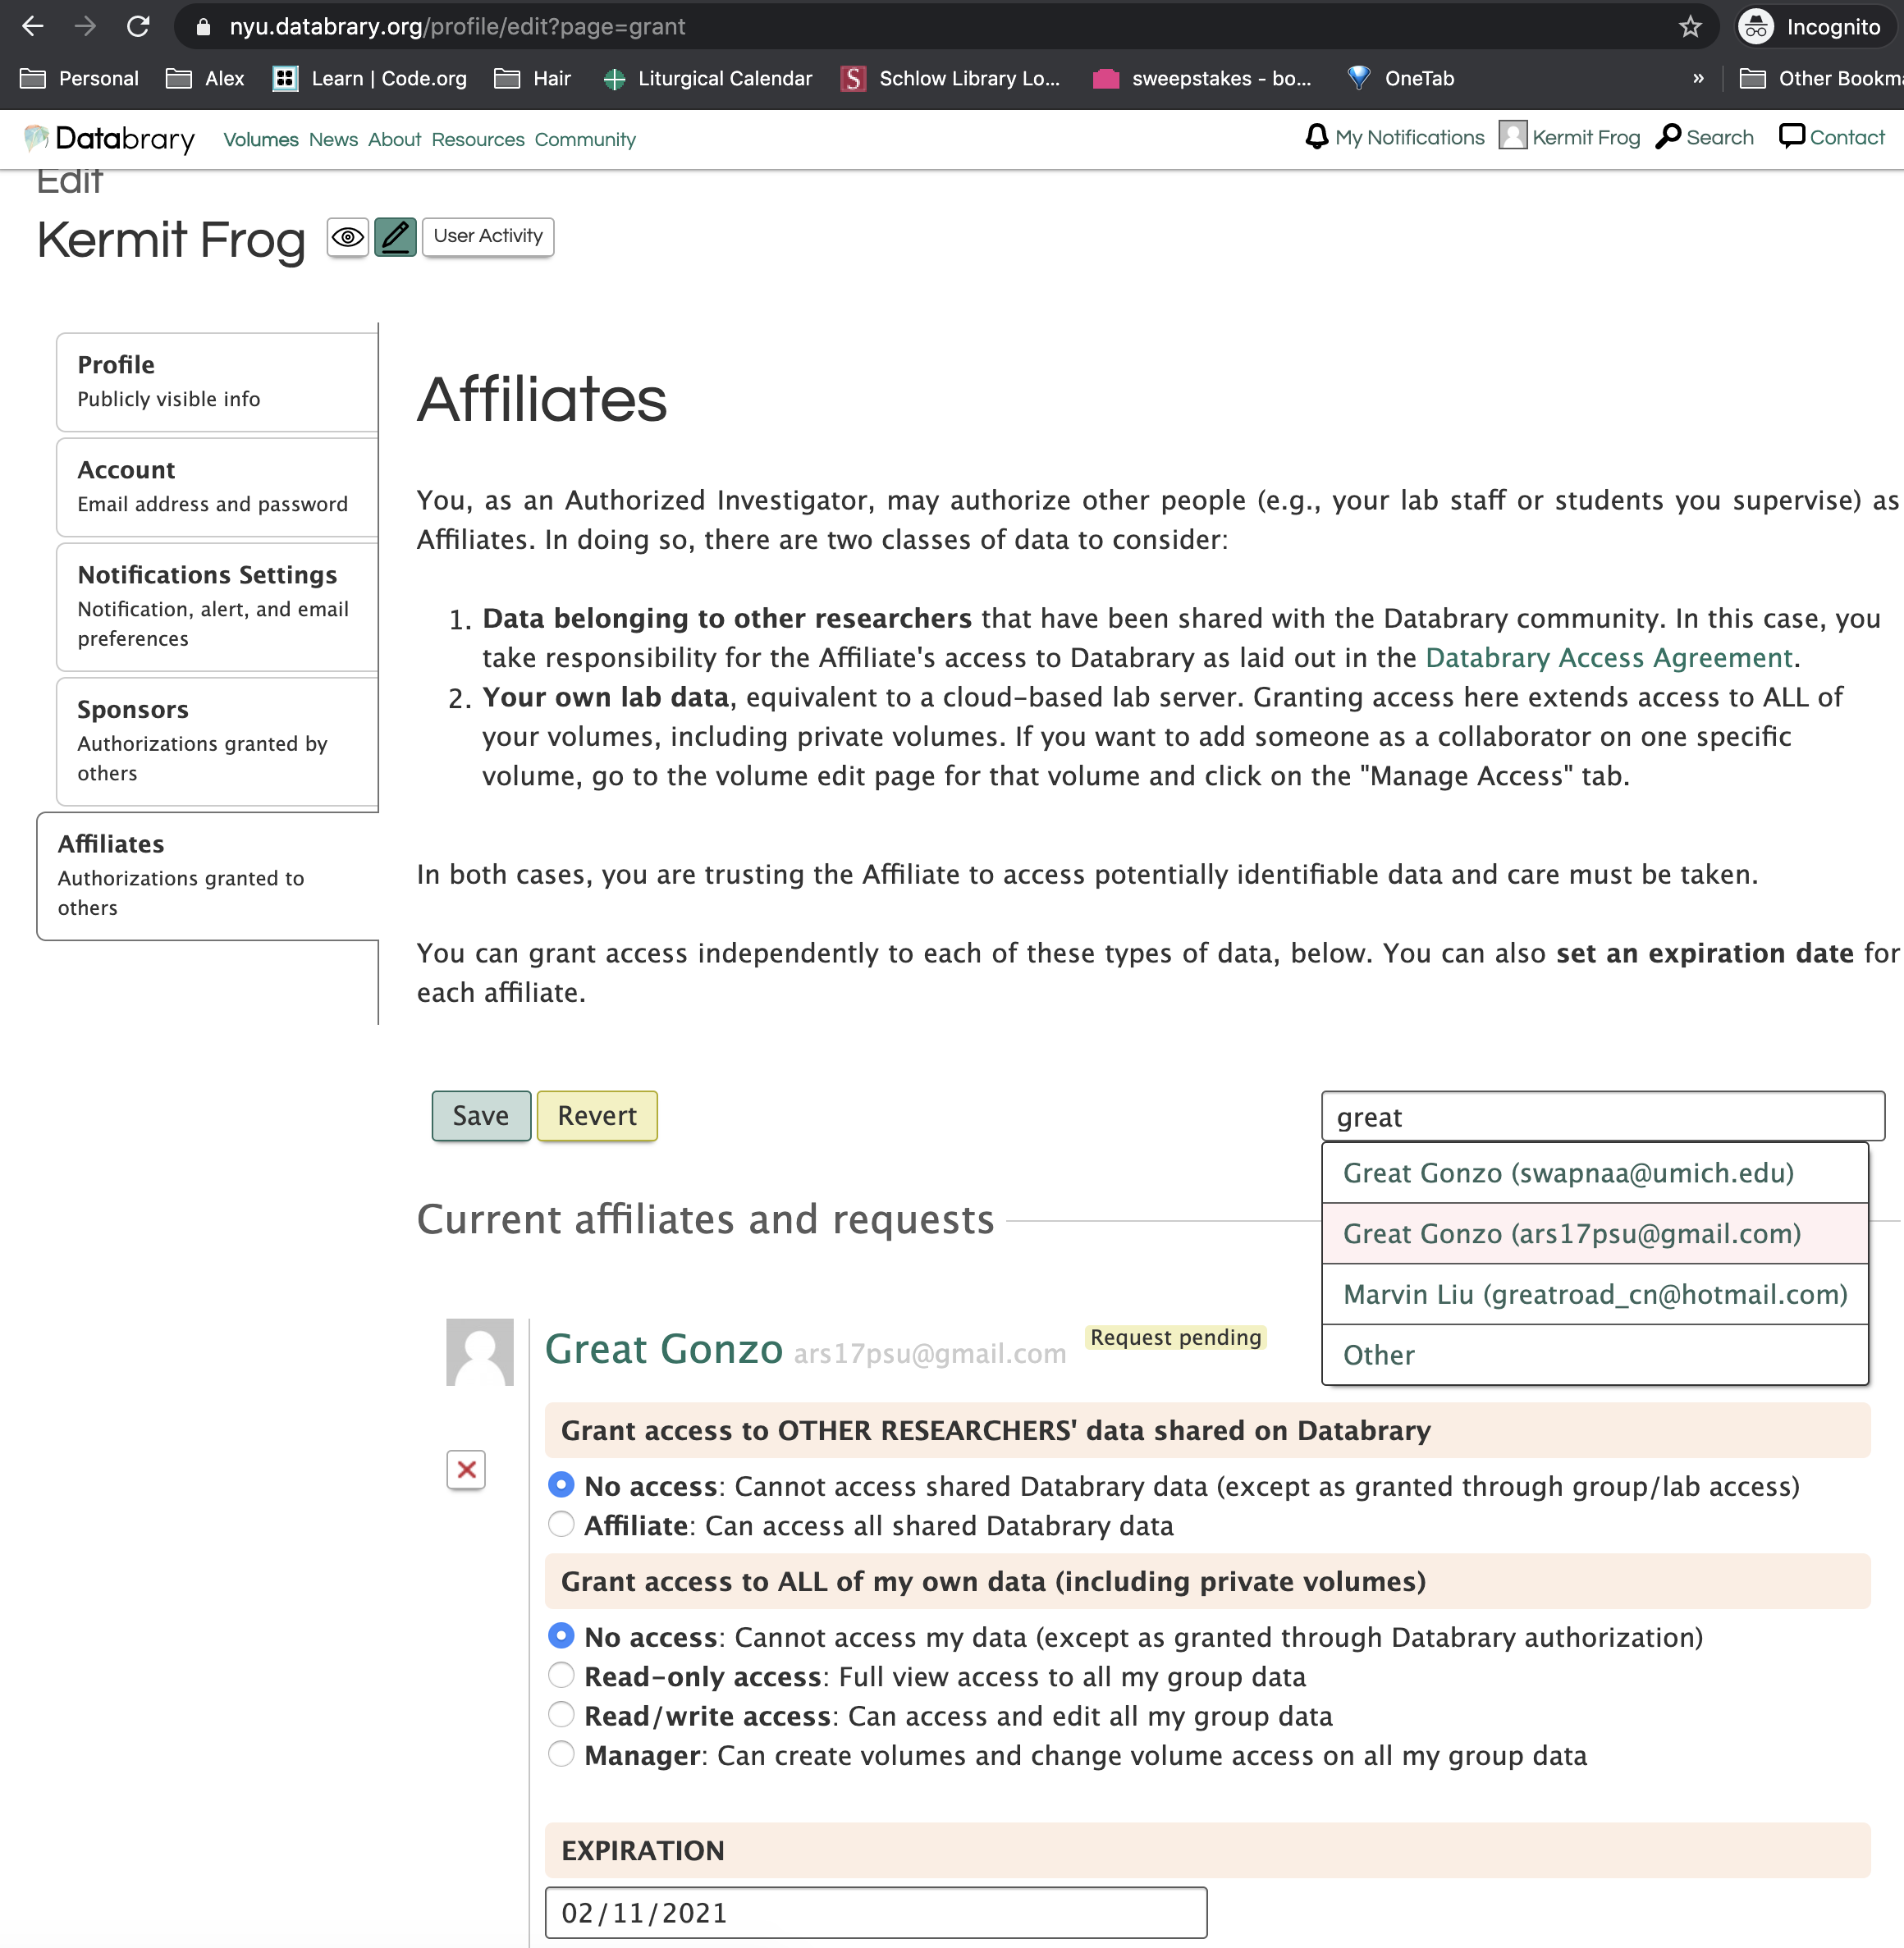 nyu.databrary.org/profile/edit?page=grant
Incognito
Personal Alex Learn | Code.org Hair Liturgical Calendar Schlow Library Lo... sweepstakes - bo... OneTab » Other Bookma
Databrary Volumes News About Resources Community My Notifications Kermit Frog Search Contact
Edit
Kermit Frog User Activity
Profile
Publicly visible info
Account
Email address and password
Notifications Settings
Notification, alert, and email
preferences
Sponsors
Authorizations granted by
others
Affiliates
Authorizations granted to
others
Affiliates
You, as an Authorized Investigator, may authorize other people (e.g., your lab staff or students you supervise) as
Affiliates. In doing so, there are two classes of data to consider:
1. Data belonging to other researchers that have been shared with the Databrary community. In this case, you
take responsibility for the Affiliate's access to Databrary as laid out in the Databrary Access Agreement.
2. Your own lab data, equivalent to a cloud-based lab server. Granting access here extends access to ALL of
your volumes, including private volumes. If you want to add someone as a collaborator on one specific
volume, go to the volume edit page for that volume and click on the "Manage Access" tab.
In both cases, you are trusting the Affiliate to access potentially identifiable data and care must be taken.
You can grant access independently to each of these types of data, below. You can also set an expiration date for
each affiliate.
Save Revert
great
Great Gonzo (swapnaa@umich.edu)
Great Gonzo (ars17psu@gmail.com)
Marvin Liu (greatroad_cn@hotmail.com)
Other
Current affiliates and requests
Great Gonzo ars17psu@gmail.com Request pending
Grant access to OTHER RESEARCHERS' data shared on Databrary
No access: Cannot access shared Databrary data (except as granted through group/lab access)
Affiliate: Can access all shared Databrary data
Grant access to ALL of my own data (including private volumes)
No access: Cannot access my data (except as granted through Databrary authorization)
Read-only access: Full view access to all my group data
Read/write access: Can access and edit all my group data
Manager: Can create volumes and change volume access on all my group data
EXPIRATION
02/11/2021